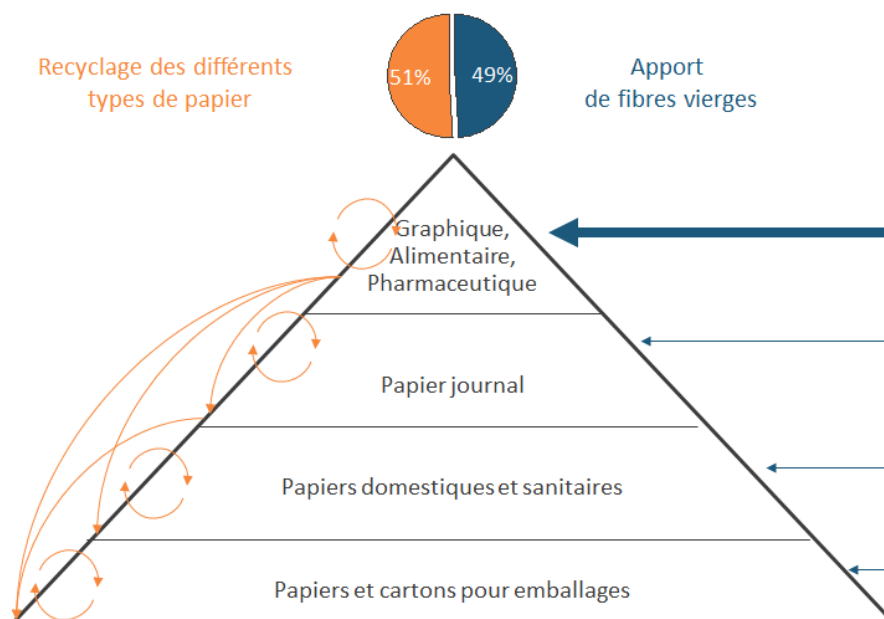 Recyclage des différents
types de papier
51%
49%
Apport
de fibres vierges
Graphique,
Alimentaire,
Pharmaceutique
Papier journal
Papiers domestiques et sanitaires
Papiers et cartons pour emballages